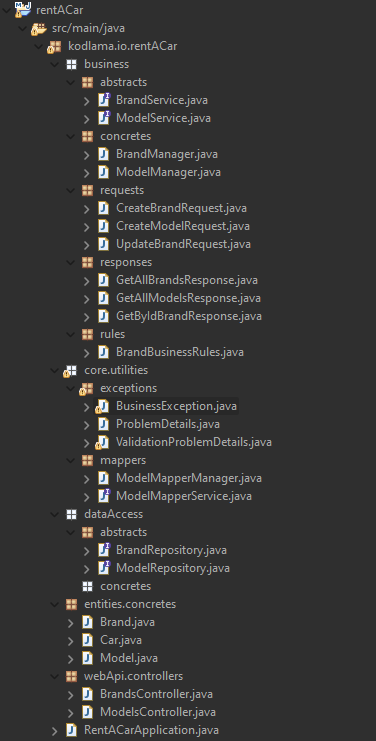 rentACar
src/main/java
kodlama.io.rentACar
business
abstracts
BrandService.java
ModelService.java
concretes
BrandManager.java
ModelManager.java
requests
CreateBrandRequest.java
CreateModelRequest.java
UpdateBrandRequest.java
responses
GetAllBrandsResponse.java
GetAllModelsResponse.java
GetByIdBrandResponse.java
rules
BrandBusinessRules.java
core.utilities
exceptions
BusinessException.java
ProblemDetails.java
ValidationProblemDetails.java
mappers
ModelMapperManager.java
ModelMapperService.java
dataAccess
abstracts
BrandRepository.java
ModelRepository.java
concretes
entities.concretes
Brand.java
Car.java
Model.java
webApi.controllers
BrandsController.java
ModelsController.java
RentACarApplication.java